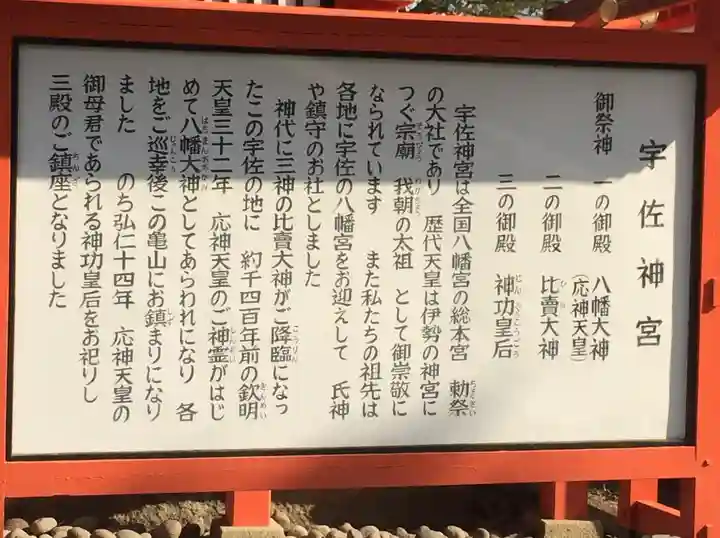 宇佐神宮
御祭神 一の御殿 八幡大神
(応神天皇)
二の御殿 比賣大神
三の御殿 神功皇后
宇佐神宮は全国八幡宮の総本宮 勅祭
の大社であり 歴代天皇は伊勢の神宮に
つぐ宗廟 我朝の太祖 として御崇敬に
なられています また私たちの祖先は
各地に宇佐の八幡宮をお迎えして 氏神
や鎮守のお社としました
神代に三神の比賣大神がご降臨になっ
たこの宇佐の地に 約千四百年前の欽明
天皇三十二年 応神天皇のご神霊がはじ
めて八幡大神としてあらわれになり 各
地をご巡幸後この亀山にお鎮まりになり
ました のち弘仁十四年 応神天皇の
御母君であられる神功皇后をお祀りし
三殿のご鎮座となりました